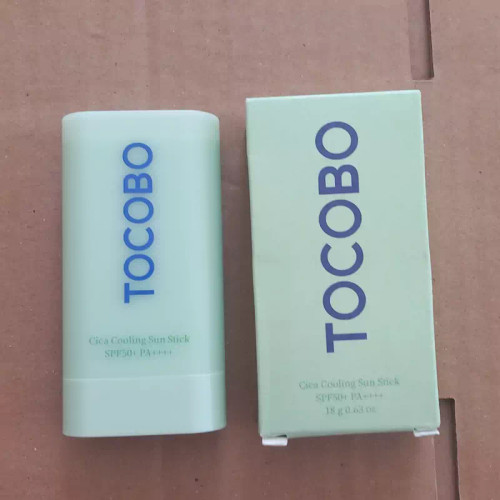 TOCOBO
Cica Cooling Sun Stick
SPF50+ PA++++
TOCOBO
Cica Cooling Sun Stick
SPF50+ PA++++
18 g 0.63 oz